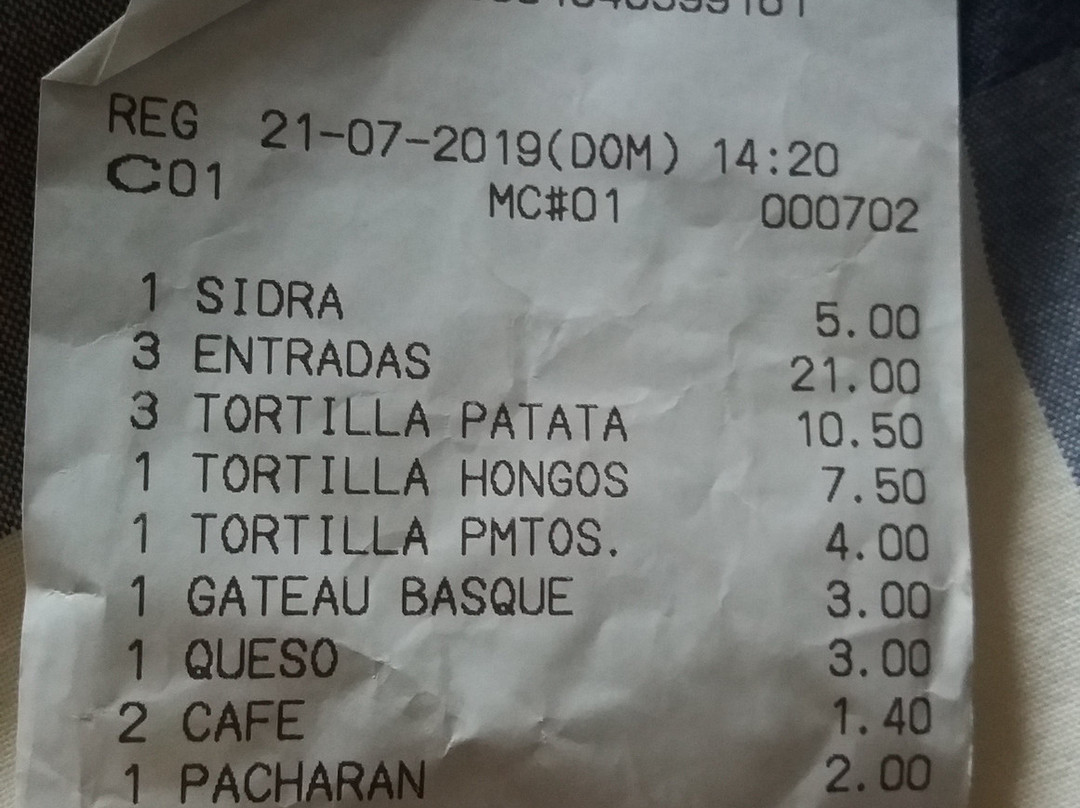 REG 21-07-2019(DOM) 14:20
C01 MC#01 000702
1 SIDRA 5.00
3 ENTRADAS 21.00
3 TORTILLA PATATA 10.50
1 TORTILLA HONGOS 7.50
1 TORTILLA PMTOS. 4.00
1 GATEAU BASQUE 3.00
1 QUESO 3.00
2 CAFE 1.40
1 PACHARAN 2.00